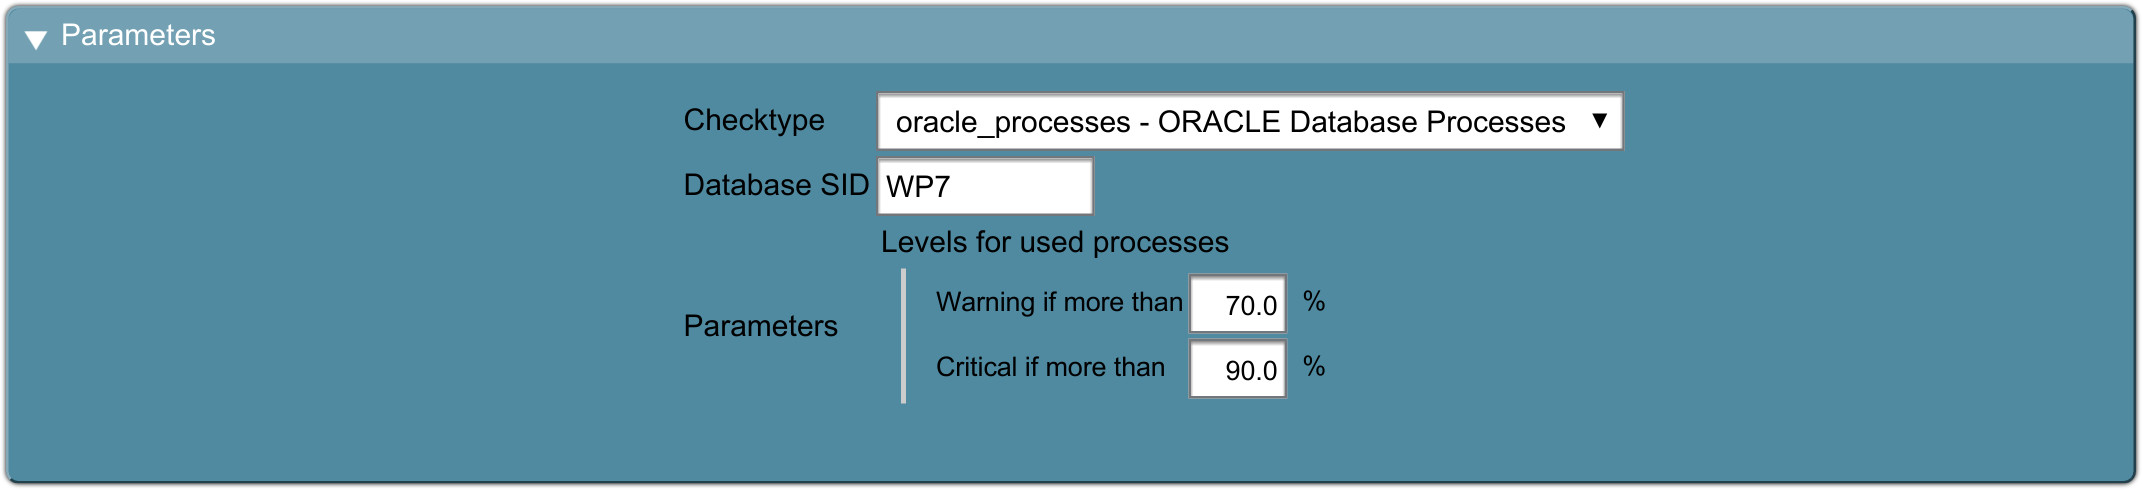 Parameters
Checktype oracle_processes - ORACLE Database Processes
Database SID WP7
Levels for used processes
Warning if more than 70.0 %
Parameters
Critical if more than 90.0 %